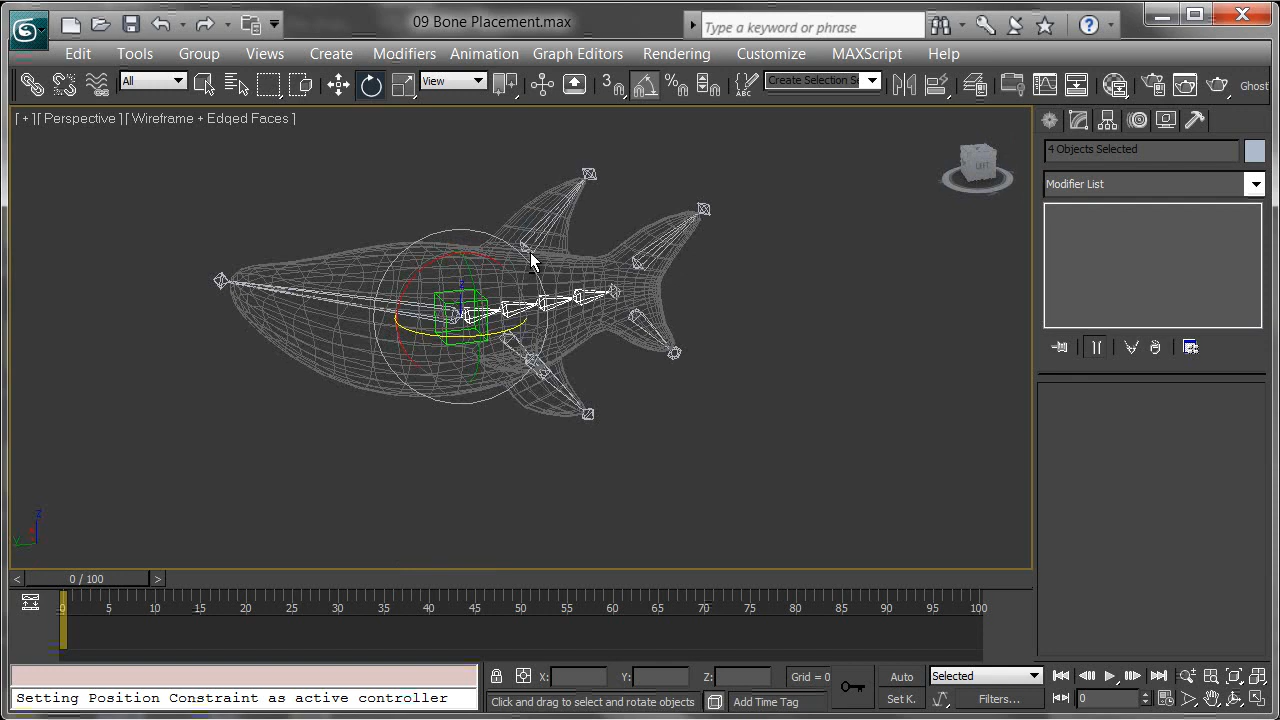 09 Bone Placement.max
Type a keyword or phrase
Edit Tools Group Views Create Modifiers Animation Graph Editors Rendering Customize MAXScript Help
All
View
3
ABC
Create Selection Se
Ghost
[ + ][ Perspective ][ Wireframe + Edged Faces ]
LEFT
4 Objects Selected
Modifier List
z
y
< 0 / 100 >
0 5 10 15 20 25 30 35 40 45 50 55 60 65 70 75 80 85 90 95 100
X: Y: Z: Grid = 0
Auto
Selected
Setting Position Constraint as active controller
Click and drag to select and rotate objects
Add Time Tag
Set K.
Filters...
0